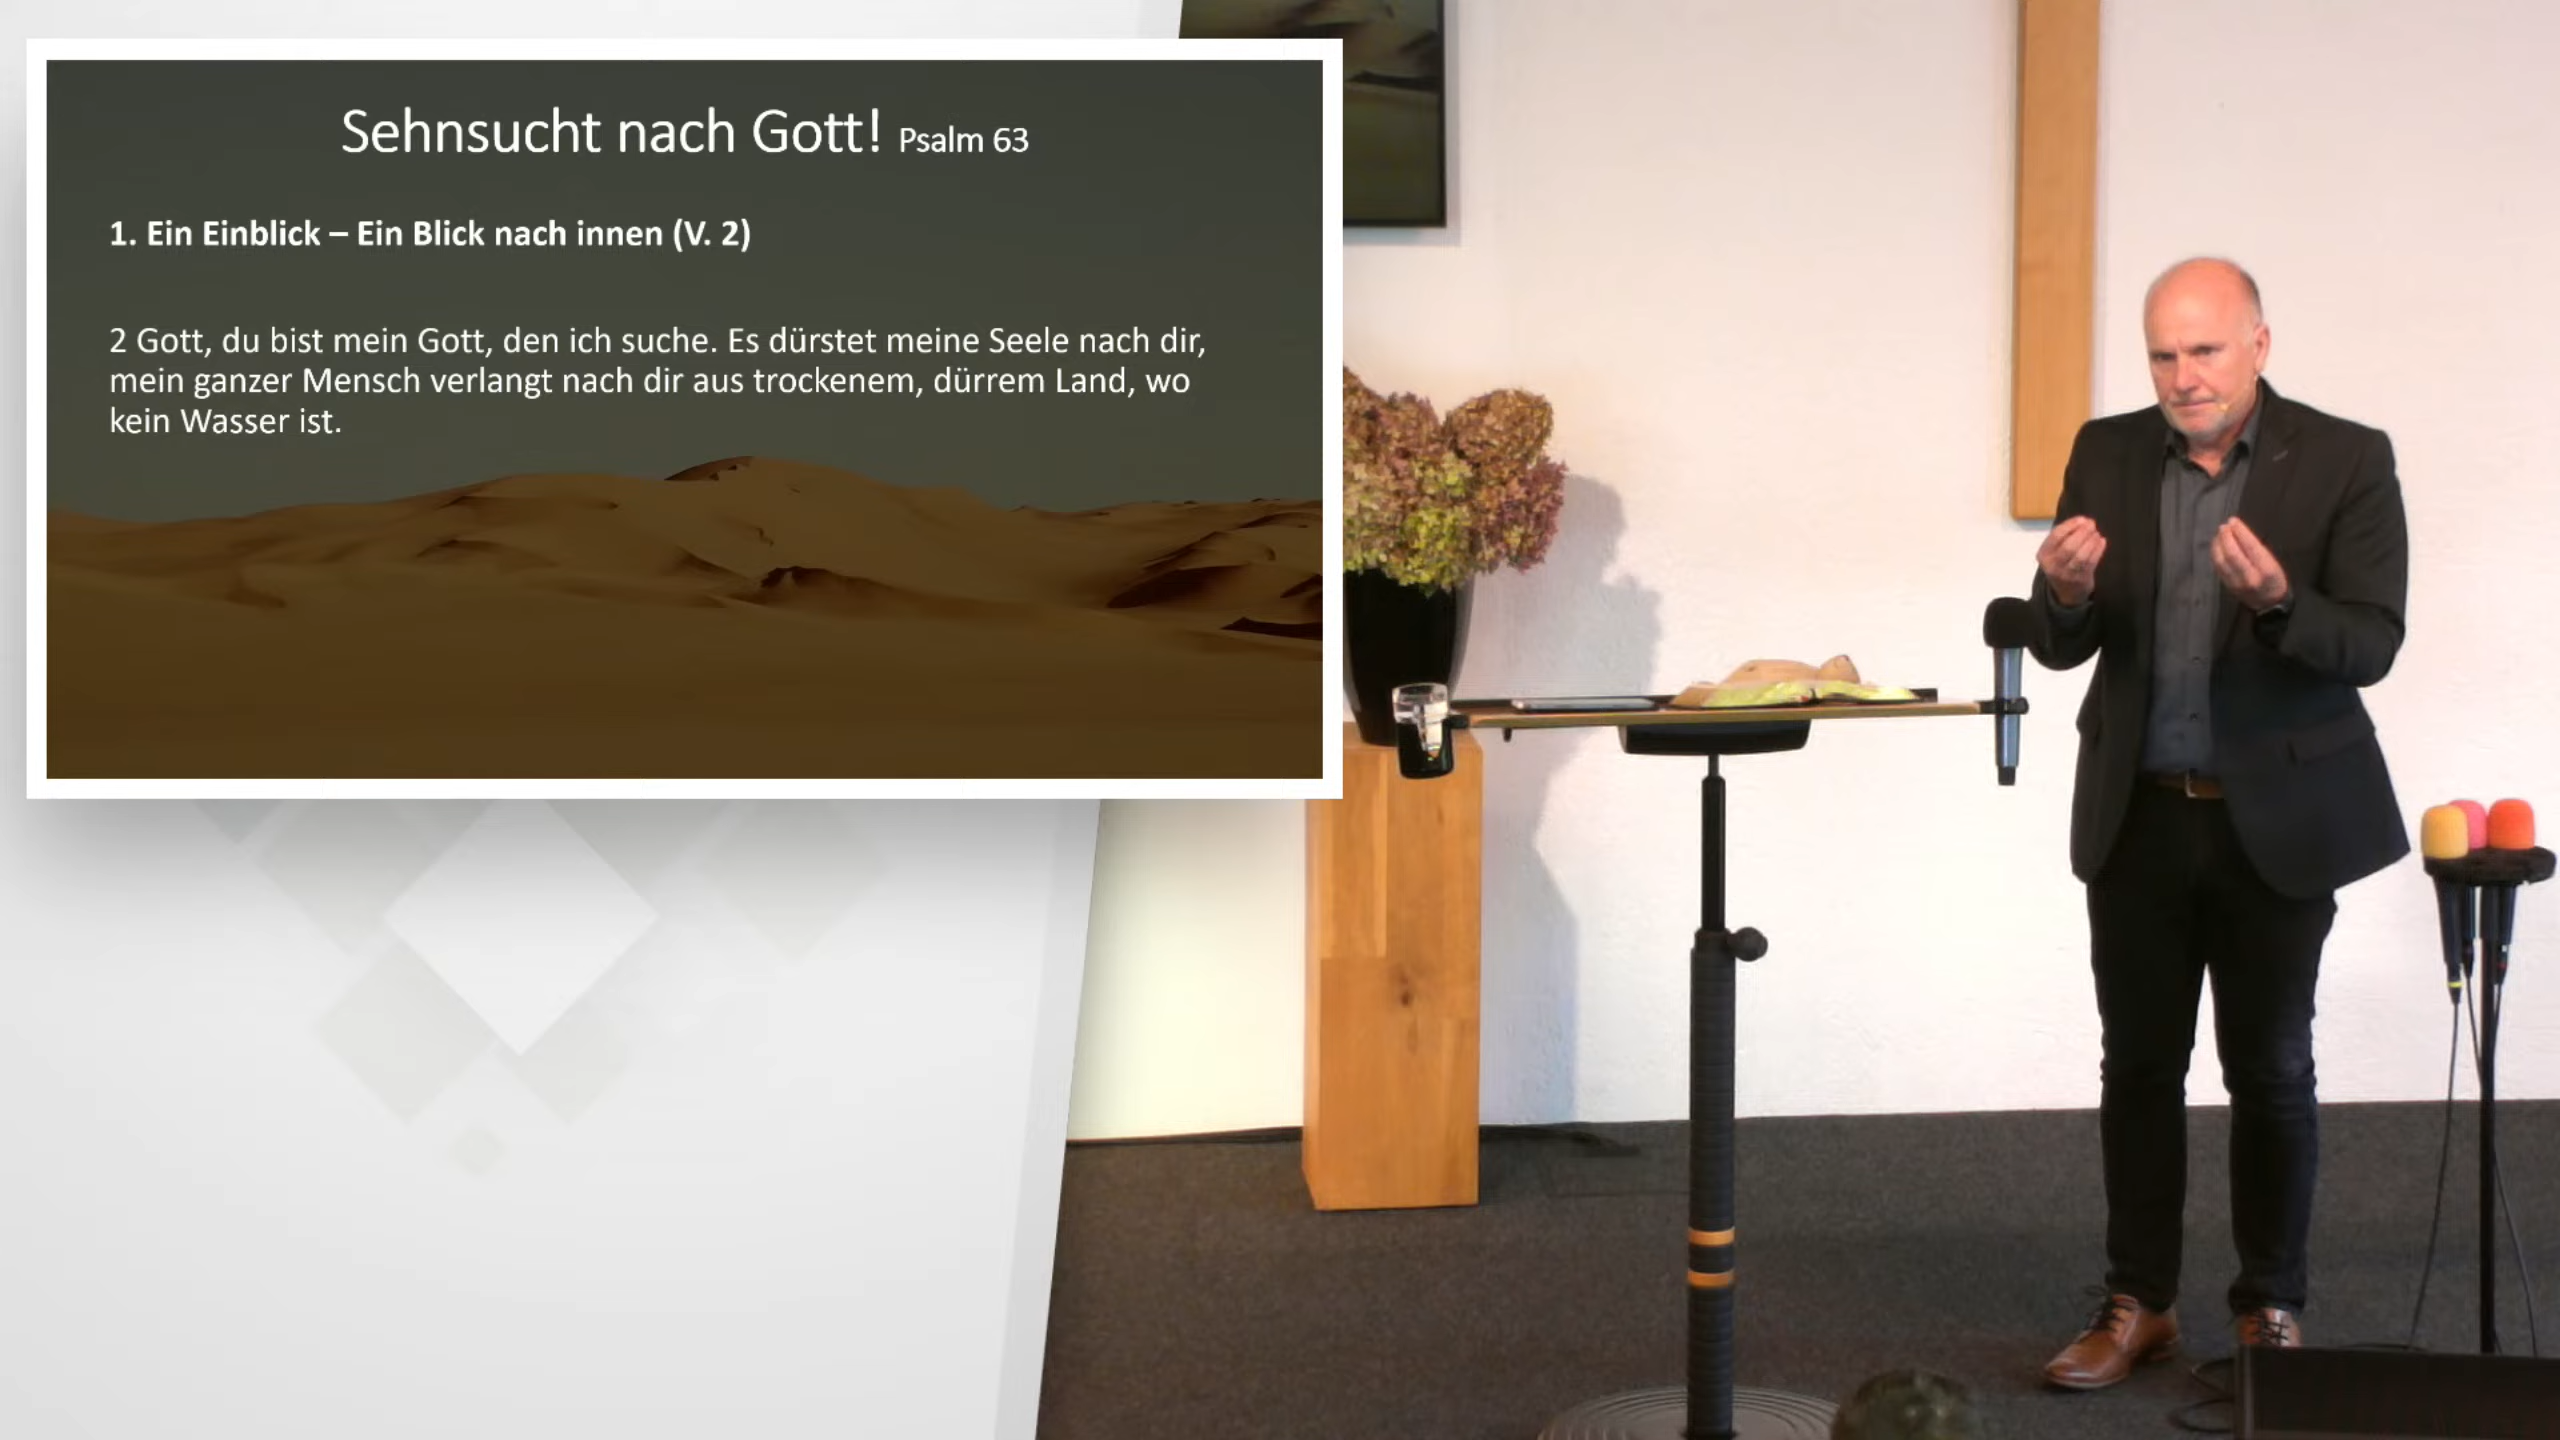 Sehnsucht nach Gott! Psalm 63
1. Ein Einblick – Ein Blick nach innen (V. 2)
2 Gott, du bist mein Gott, den ich suche. Es dürstet meine Seele nach dir,
mein ganzer Mensch verlangt nach dir aus trockenem, dürrem Land, wo
kein Wasser ist.